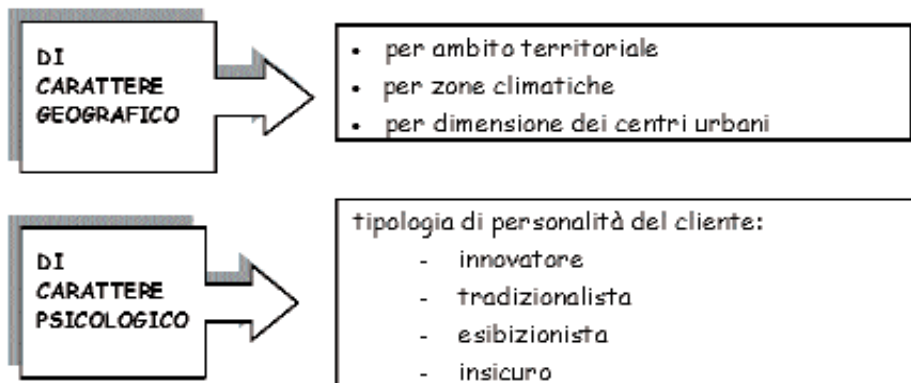 DI
CARATTERE
GEOGRAFICO
• per ambito territoriale
• per zone climatiche
• per dimensione dei centri urbani
DI
CARATTERE
PSICOLOGICO
tipologia di personalità del cliente:
- innovatore
- tradizionalista
- esibizionista
- insicuro